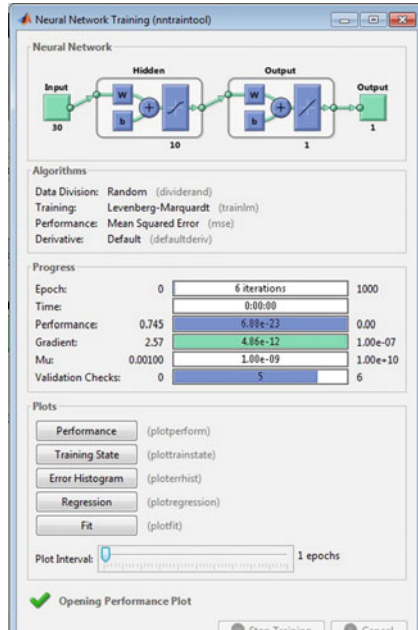 Neural Network Training (nntraintool)
Neural Network
Hidden Output
Input Output
W
b
W
b
30
10
1
1
Algorithms
Data Division: Random (dividerand)
Training: Levenberg-Marquardt (trainlm)
Performance: Mean Squared Error (mse)
Derivative: Default (defaultderiv)
Progress
Epoch: 0 6 iterations 1000
Time: 0:00:00
Performance: 0.745 6.88e-23 0.00
Gradient: 2.57 4.86e-12 1.00e-07
Mu: 0.00100 1.00e-09 1.00e+10
Validation Checks: 0 5 6
Plots
Performance (plotperform)
Training State (plottrainstate)
Error Histogram (ploterrhist)
Regression (plotregression)
Fit (plotfit)
Plot Interval: 1 epochs
Opening Performance Plot
Stop Training Cancel